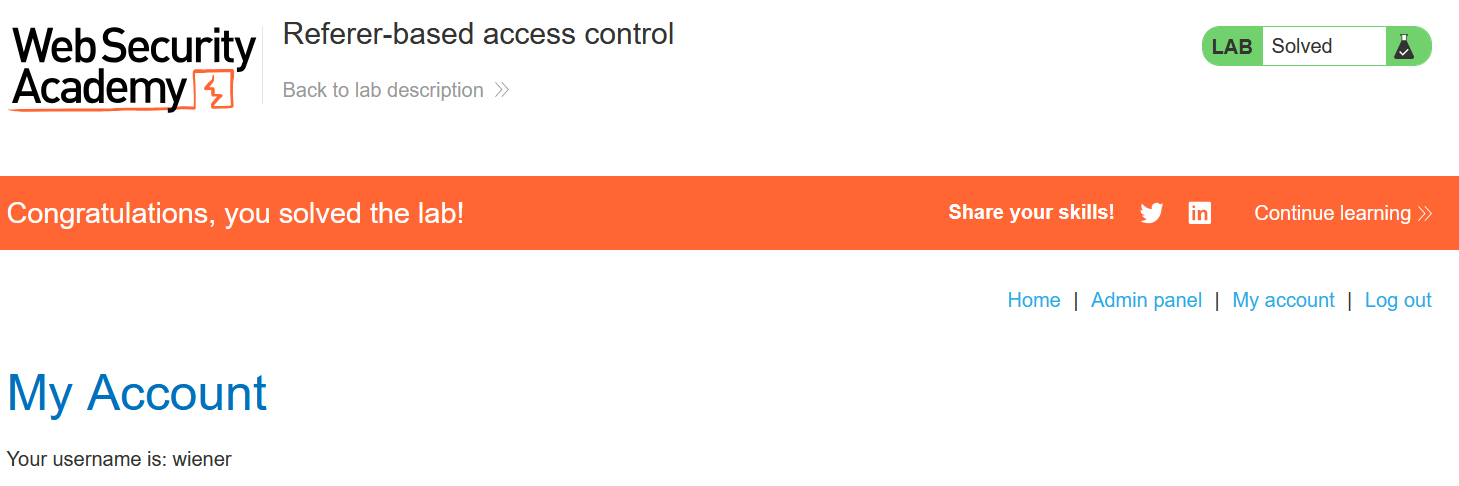 Web Security
Academy
Referer-based access control
Back to lab description
LAB Solved
Congratulations, you solved the lab!
Share your skills!
Continue learning
Home | Admin panel | My account | Log out
My Account
Your username is: wiener